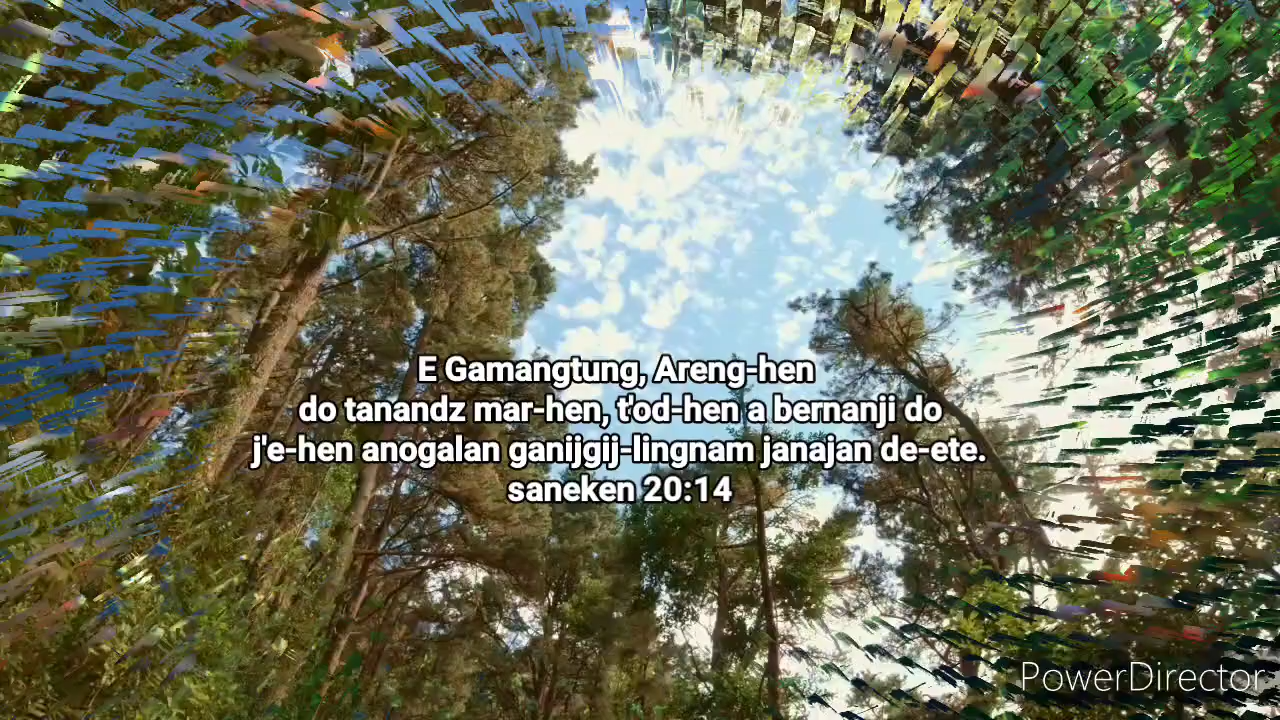 E Gamangtung, Areng-hen
do tanandz mar-hen, ťod-hen a bernanji do
j'e-hen anogalan ganijgij-lingnam janajan de-ete.
saneken 20:14
PowerDirector